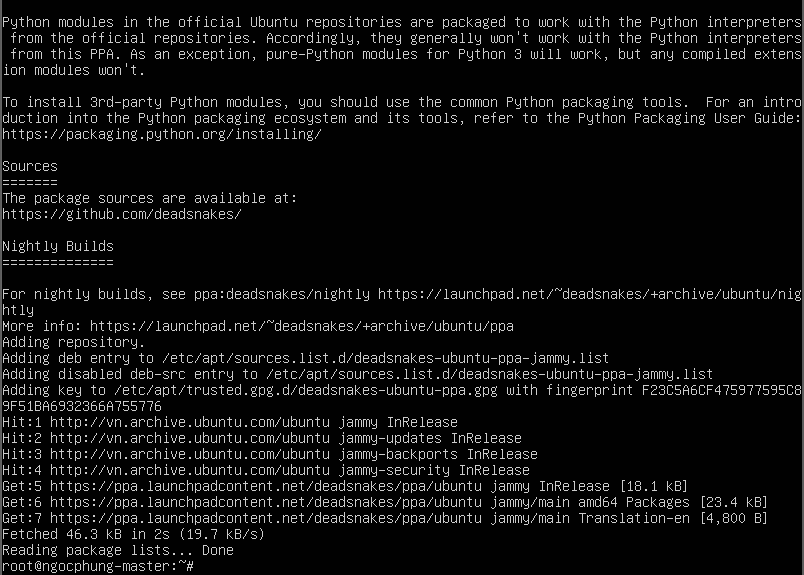 Python modules in the official Ubuntu repositories are packaged to work with the Python interpreters
 from the official repositories. Accordingly, they generally won't work with the Python interpreters
 from this PPA. As an exception, pure-Python modules for Python 3 will work, but any compiled extens
ion modules won't.
To install 3rd-party Python modules, you should use the common Python packaging tools.  For an intro
duction into the Python packaging ecosystem and its tools, refer to the Python Packaging User Guide:
https://packaging.python.org/installing/
Sources
=======
The package sources are available at:
https://github.com/deadsnakes/
Nightly Builds
==============
For nightly builds, see ppa:deadsnakes/nightly https://launchpad.net/~deadsnakes/+archive/ubuntu/nig
htly
More info: https://launchpad.net/~deadsnakes/+archive/ubuntu/ppa
Adding repository.
Adding deb entry to /etc/apt/sources.list.d/deadsnakes-ubuntu-ppa-jammy.list
Adding disabled deb-src entry to /etc/apt/sources.list.d/deadsnakes-ubuntu-ppa-jammy.list
Adding key to /etc/apt/trusted.gpg.d/deadsnakes-ubuntu-ppa.gpg with fingerprint F23C5A6CF475977595C8
9F51BA6932366A755776
Hit:1 http://vn.archive.ubuntu.com/ubuntu jammy InRelease
Hit:2 http://vn.archive.ubuntu.com/ubuntu jammy-updates InRelease
Hit:3 http://vn.archive.ubuntu.com/ubuntu jammy-backports InRelease
Hit:4 http://vn.archive.ubuntu.com/ubuntu jammy-security InRelease
Get:5 https://ppa.launchpadcontent.net/deadsnakes/ppa/ubuntu jammy InRelease [18.1 kB]
Get:6 https://ppa.launchpadcontent.net/deadsnakes/ppa/ubuntu jammy/main amd64 Packages [23.4 kB]
Get:7 https://ppa.launchpadcontent.net/deadsnakes/ppa/ubuntu jammy/main Translation-en [4,800 B]
Fetched 46.3 kB in 2s (19.7 kB/s)
Reading package lists... Done
root@ngocphung-master:~#